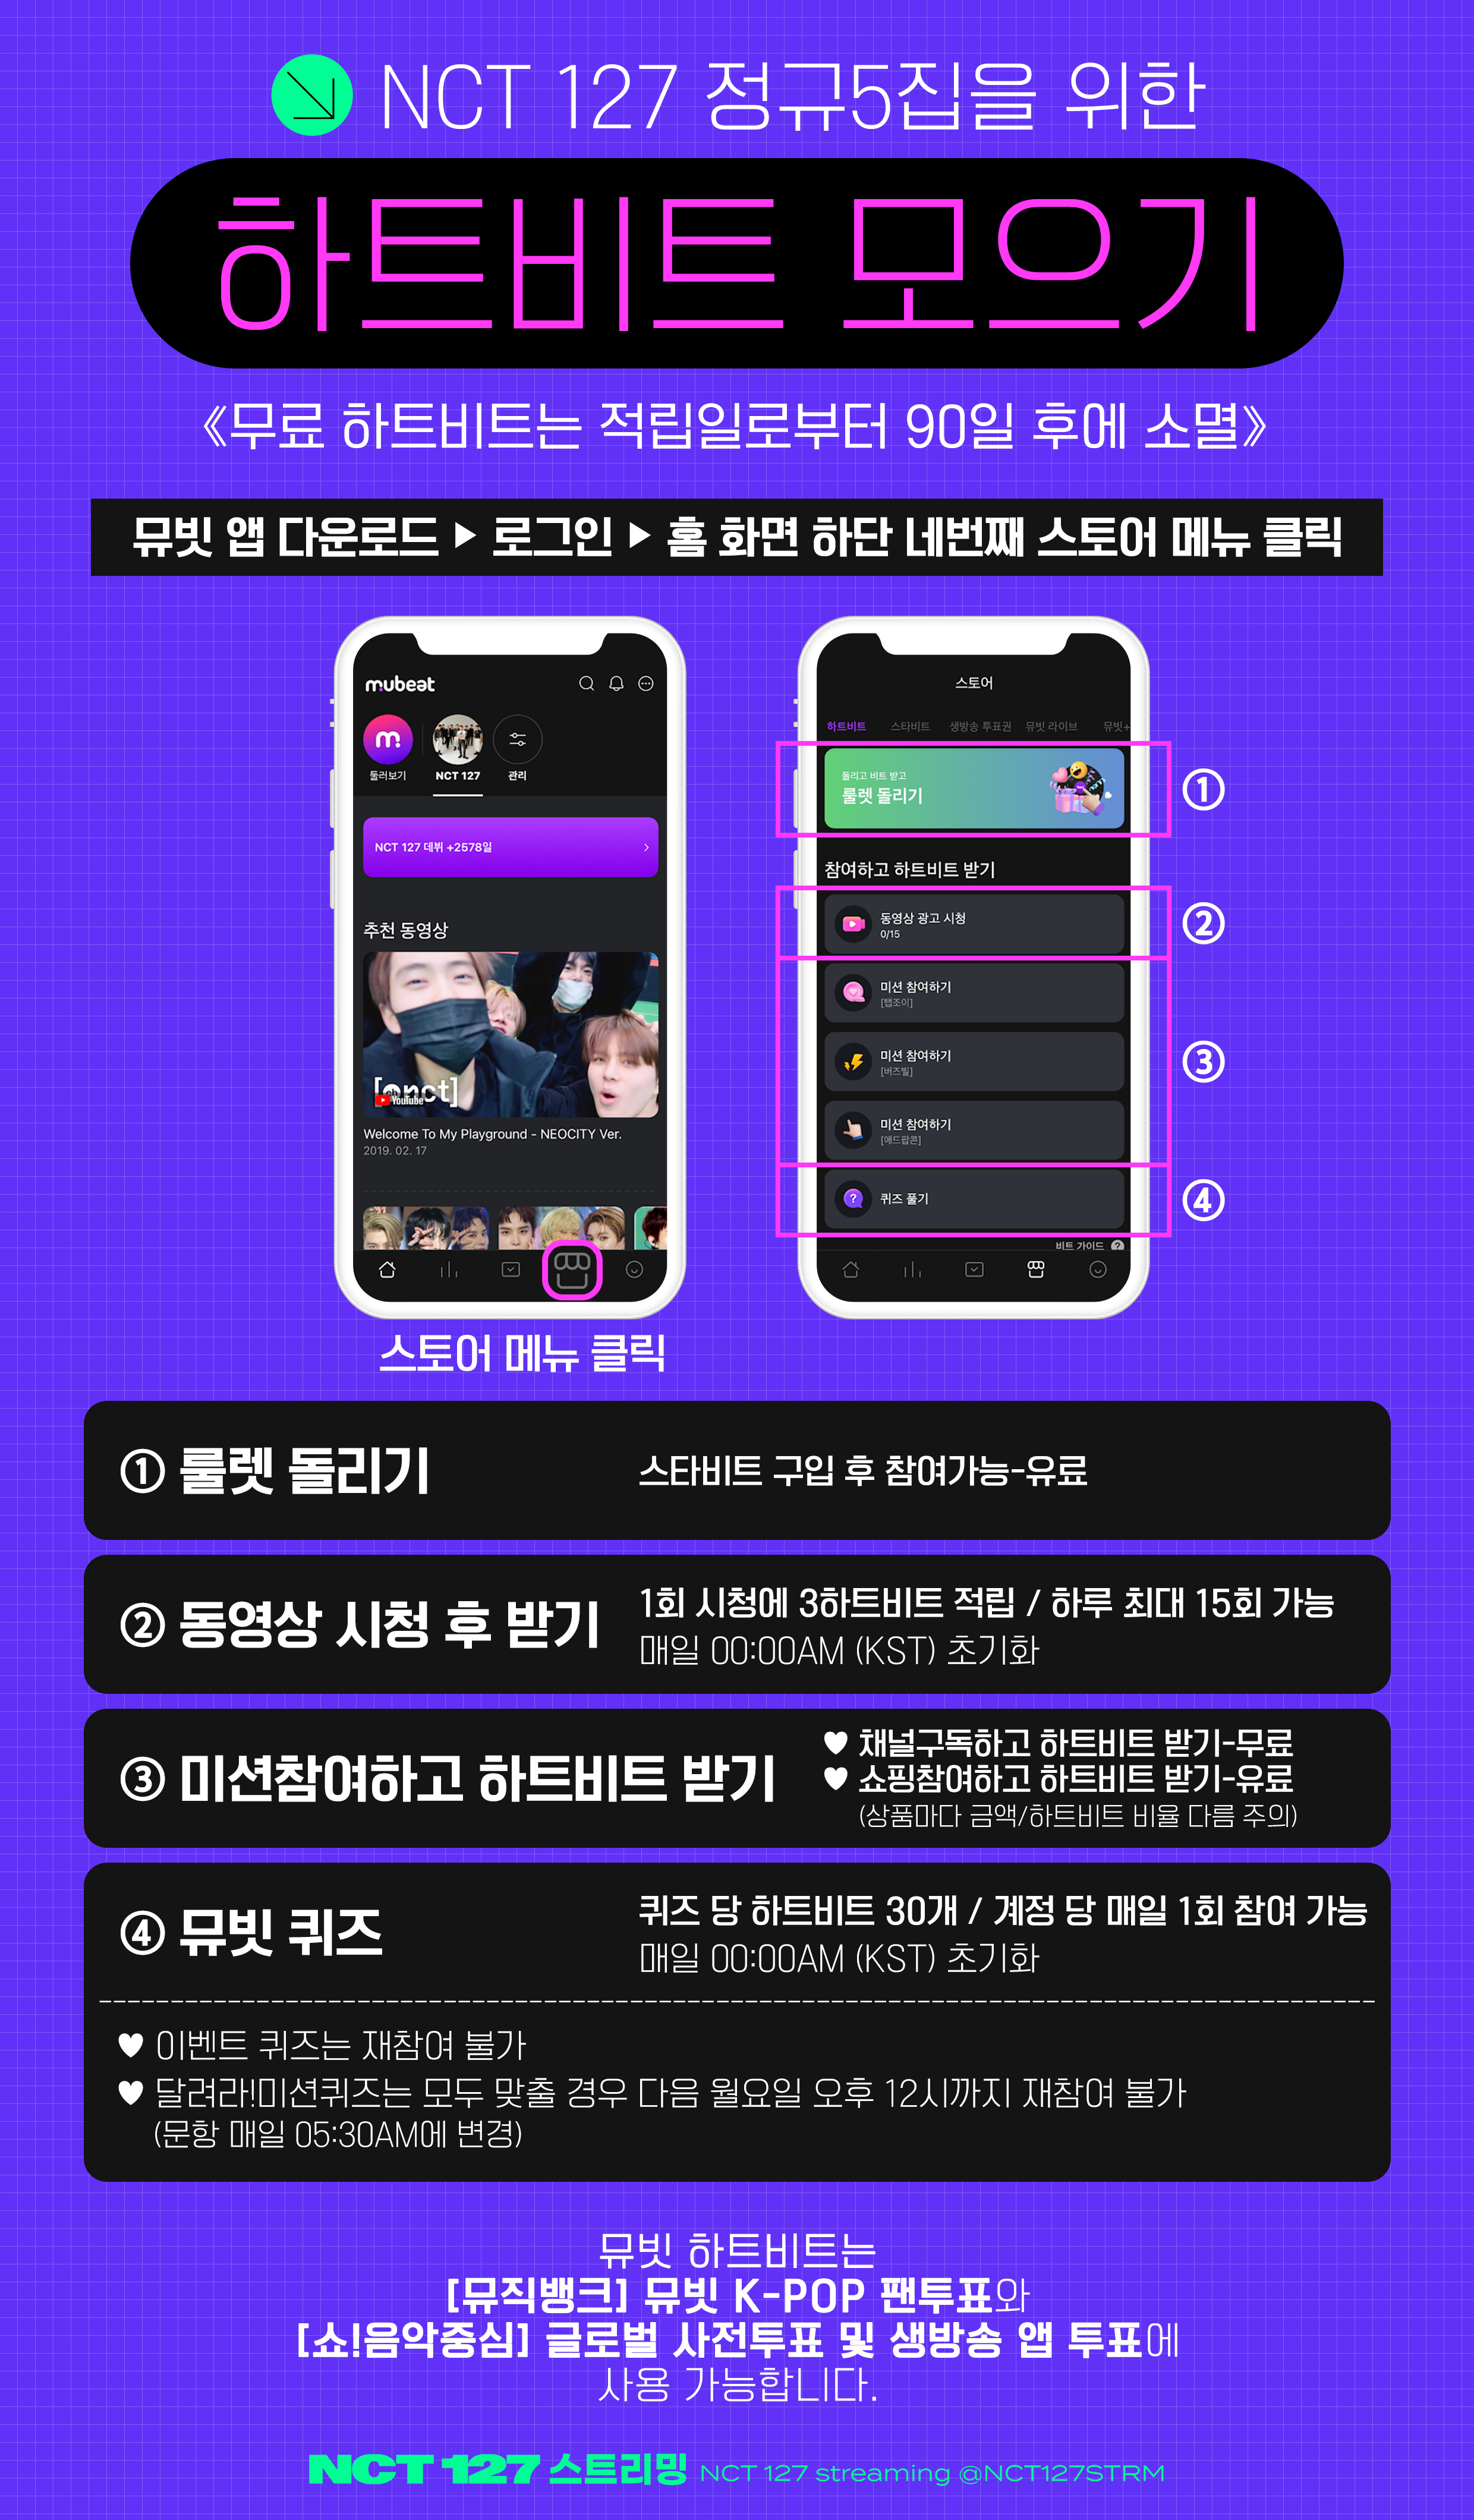 NCT 127 정규5집을 위한
하트비트 모으기
《무료 하트비트는 적립일로부터 90일 후에 소멸》
뮤빗 앱 다운로드 ▶ 로그인 ▶ 홈 화면 하단 네번째 스토어 메뉴 클릭
mubeat
m
둘러보기
NCT 127
관리
NCT 127 데뷔 +2578일
추천 동영상
YouTube
Welcome To My Playground - NEOCITY Ver.
2019. 02. 17
스토어 메뉴 클릭
스토어
하트비트 스타비트 생방송 투표권 뮤빗 라이브 뮤빗+
돌리고 비트 받고
룰렛 돌리기
①
참여하고 하트비트 받기
동영상 광고 시청
0/15
②
미션 참여하기
[탭조이]
미션 참여하기
[버즈빌]
③
미션 참여하기
[애드팝콘]
퀴즈 풀기
④
비트 가이드 ?
① 룰렛 돌리기
스타비트 구입 후 참여가능-유료
② 동영상 시청 후 받기
1회 시청에 3하트비트 적립 / 하루 최대 15회 가능
매일 00:00AM (KST) 초기화
③ 미션참여하고 하트비트 받기
♥ 채널구독하고 하트비트 받기-무료
♥ 쇼핑참여하고 하트비트 받기-유료
(상품마다 금액/하트비트 비율 다름 주의)
④ 뮤빗 퀴즈
퀴즈 당 하트비트 30개 / 계정 당 매일 1회 참여 가능
매일 00:00AM (KST) 초기화
♥ 이벤트 퀴즈는 재참여 불가
♥ 달려라!미션퀴즈는 모두 맞출 경우 다음 월요일 오후 12시까지 재참여 불가
(문항 매일 05:30AM에 변경)
뮤빗 하트비트는
[뮤직뱅크] 뮤빗 K-POP 팬투표와
[쇼!음악중심] 글로벌 사전투표 및 생방송 앱 투표에
사용 가능합니다.
NCT 127 스트리밍 NCT 127 streaming @NCT127STRM